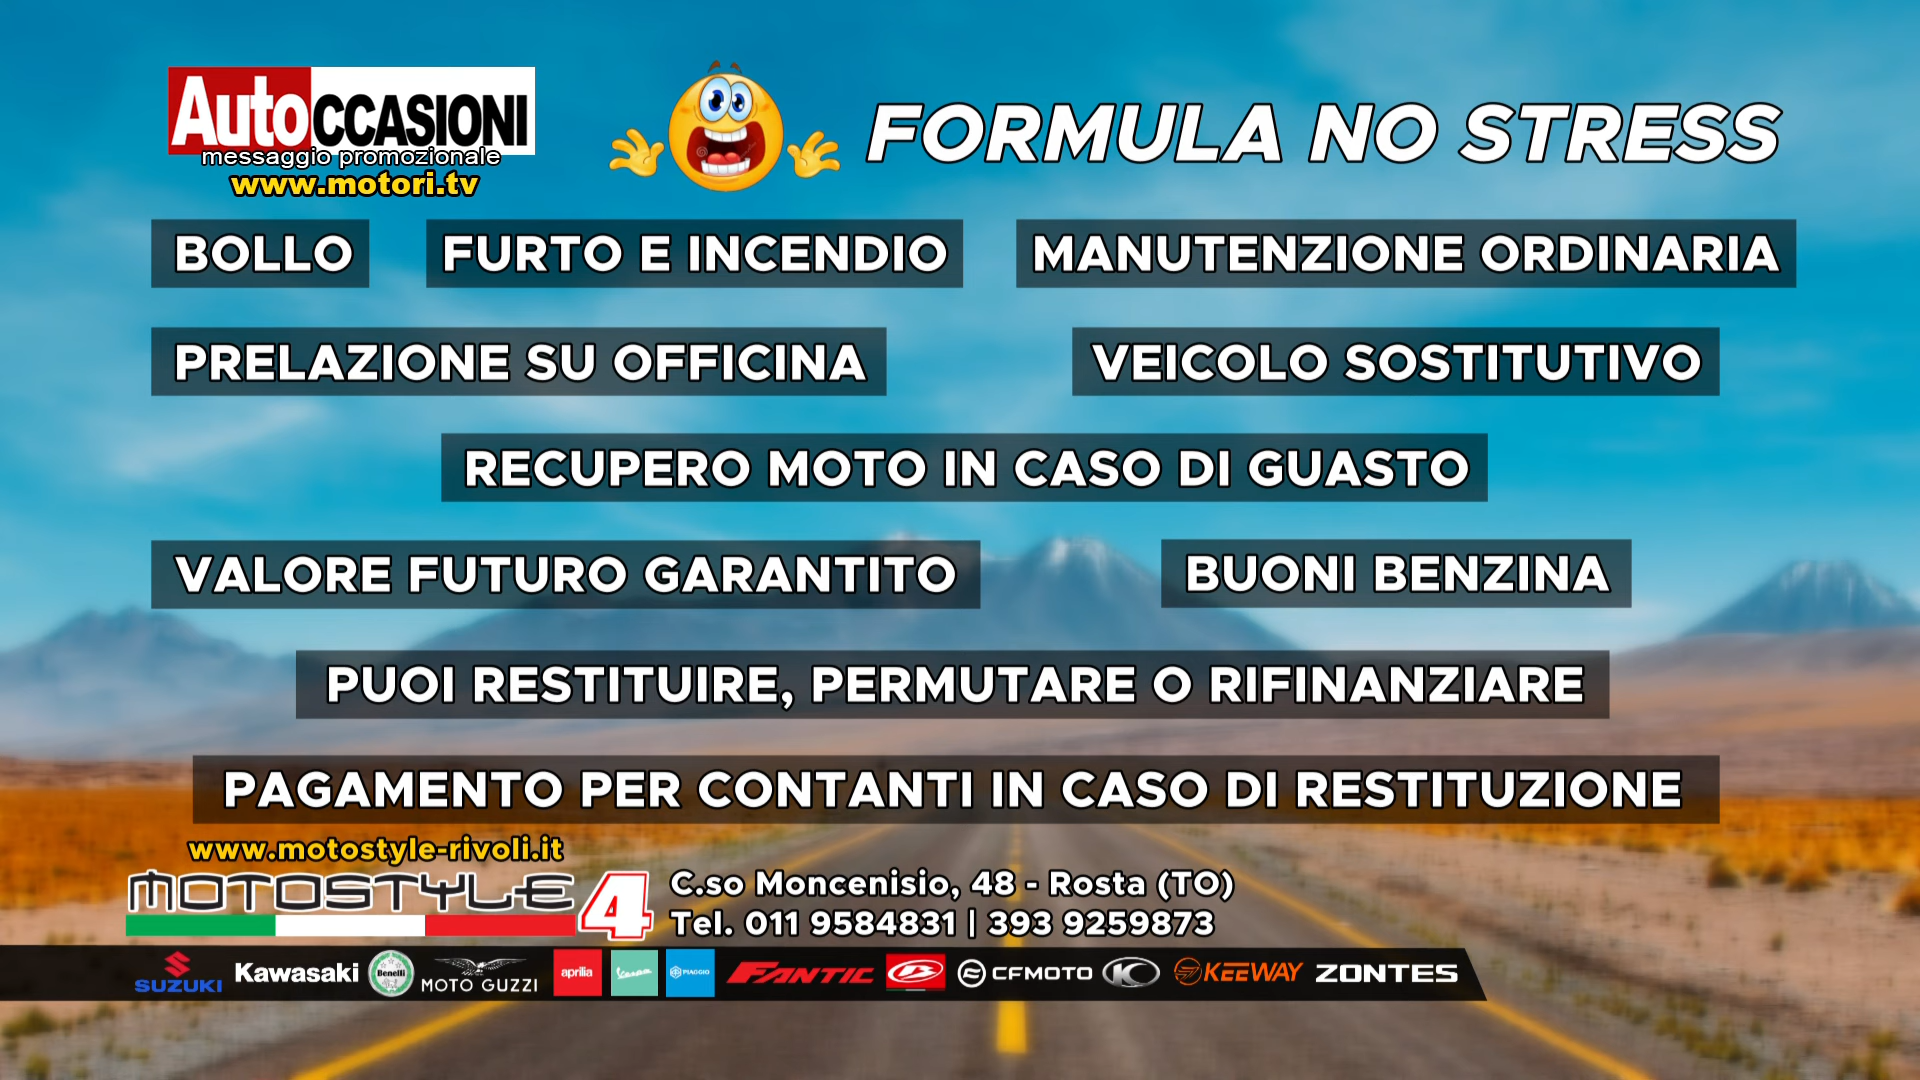 AutOCCASIONI
messaggio promozionale
www.motori.tv
FORMULA NO STRESS
BOLLO
FURTO E INCENDIO
MANUTENZIONE ORDINARIA
PRELAZIONE SU OFFICINA
VEICOLO SOSTITUTIVO
RECUPERO MOTO IN CASO DI GUASTO
VALORE FUTURO GARANTITO
BUONI BENZINA
PUOI RESTITUIRE, PERMUTARE O RIFINANZIARE
PAGAMENTO PER CONTANTI IN CASO DI RESTITUZIONE
www.motostyle-rivoli.it
MOTOSTYLE 4
C.so Moncenisio, 48 - Rosta (TO)
Tel. 011 9584831 | 393 9259873
SUZUKI Kawasaki Benelli MOTO GUZZI aprilia Vespa PIAGGIO FANTIC B CFMOTO K KEEWAY ZONTES